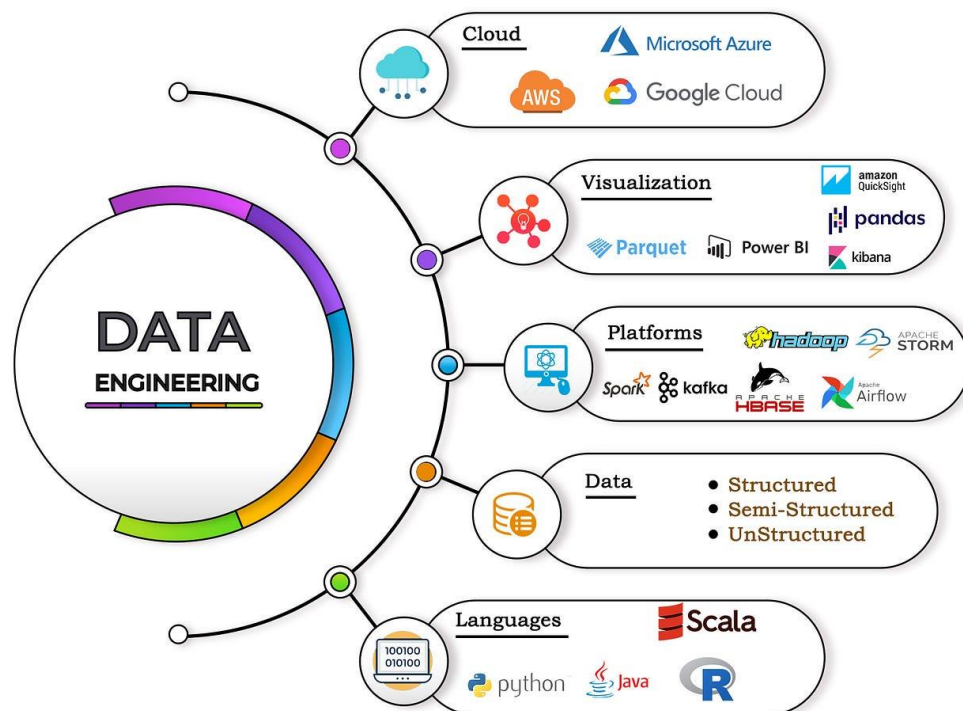 DATA
ENGINEERING
Cloud
Microsoft Azure
AWS
Google Cloud
Visualization
amazon
QuickSight
pandas
Parquet
Power BI
kibana
Platforms
hadoop
APACHE
STORM
Spark
kafka
APACHE
HBASE
Apache
Airflow
Data
Structured
Semi-Structured
UnStructured
100100
010100
Languages
Scala
python
Java
R